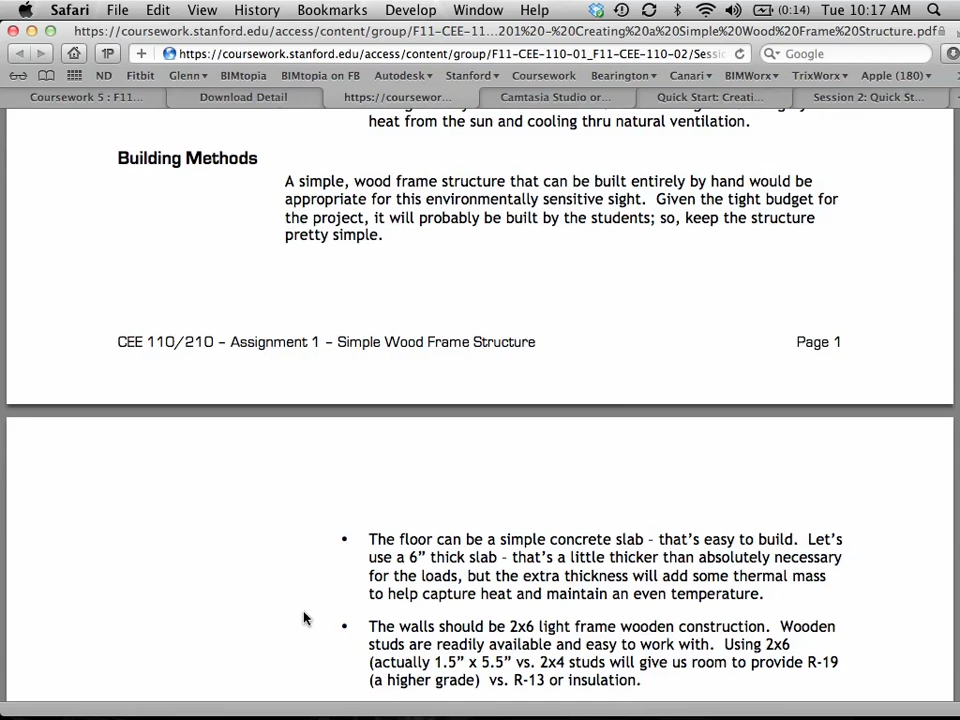 Safari File Edit View History Bookmarks Develop Window Help (0:14) Tue 10:17 AM
https://coursework.stanford.edu/access/content/group/F11-CEE-11...201%20-%20Creating%20a%20Simple%20Wood%20Frame%20Structure.pdf
1P + https://coursework.stanford.edu/access/content/group/F11-CEE-110-01_F11-CEE-110-02/Sessi Google
ND Fitbit Glenn BIMtopia BIMtopia on FB Autodesk Stanford Coursework Bearington Canari BIMWorx TrixWorx Apple (180)
Coursework 5 : F11... Download Detail https://coursewor... Camtasia Studio or... Quick Start: Creati... Session 2: Quick St...
heat from the sun and cooling thru natural ventilation.
Building Methods
A simple, wood frame structure that can be built entirely by hand would be
appropriate for this environmentally sensitive sight. Given the tight budget for
the project, it will probably be built by the students; so, keep the structure
pretty simple.
CEE 110/210 – Assignment 1 – Simple Wood Frame Structure Page 1
• The floor can be a simple concrete slab – that’s easy to build. Let’s
use a 6” thick slab – that’s a little thicker than absolutely necessary
for the loads, but the extra thickness will add some thermal mass
to help capture heat and maintain an even temperature.
• The walls should be 2x6 light frame wooden construction. Wooden
studs are readily available and easy to work with. Using 2x6
(actually 1.5” x 5.5” vs. 2x4 studs will give us room to provide R-19
(a higher grade) vs. R-13 or insulation.